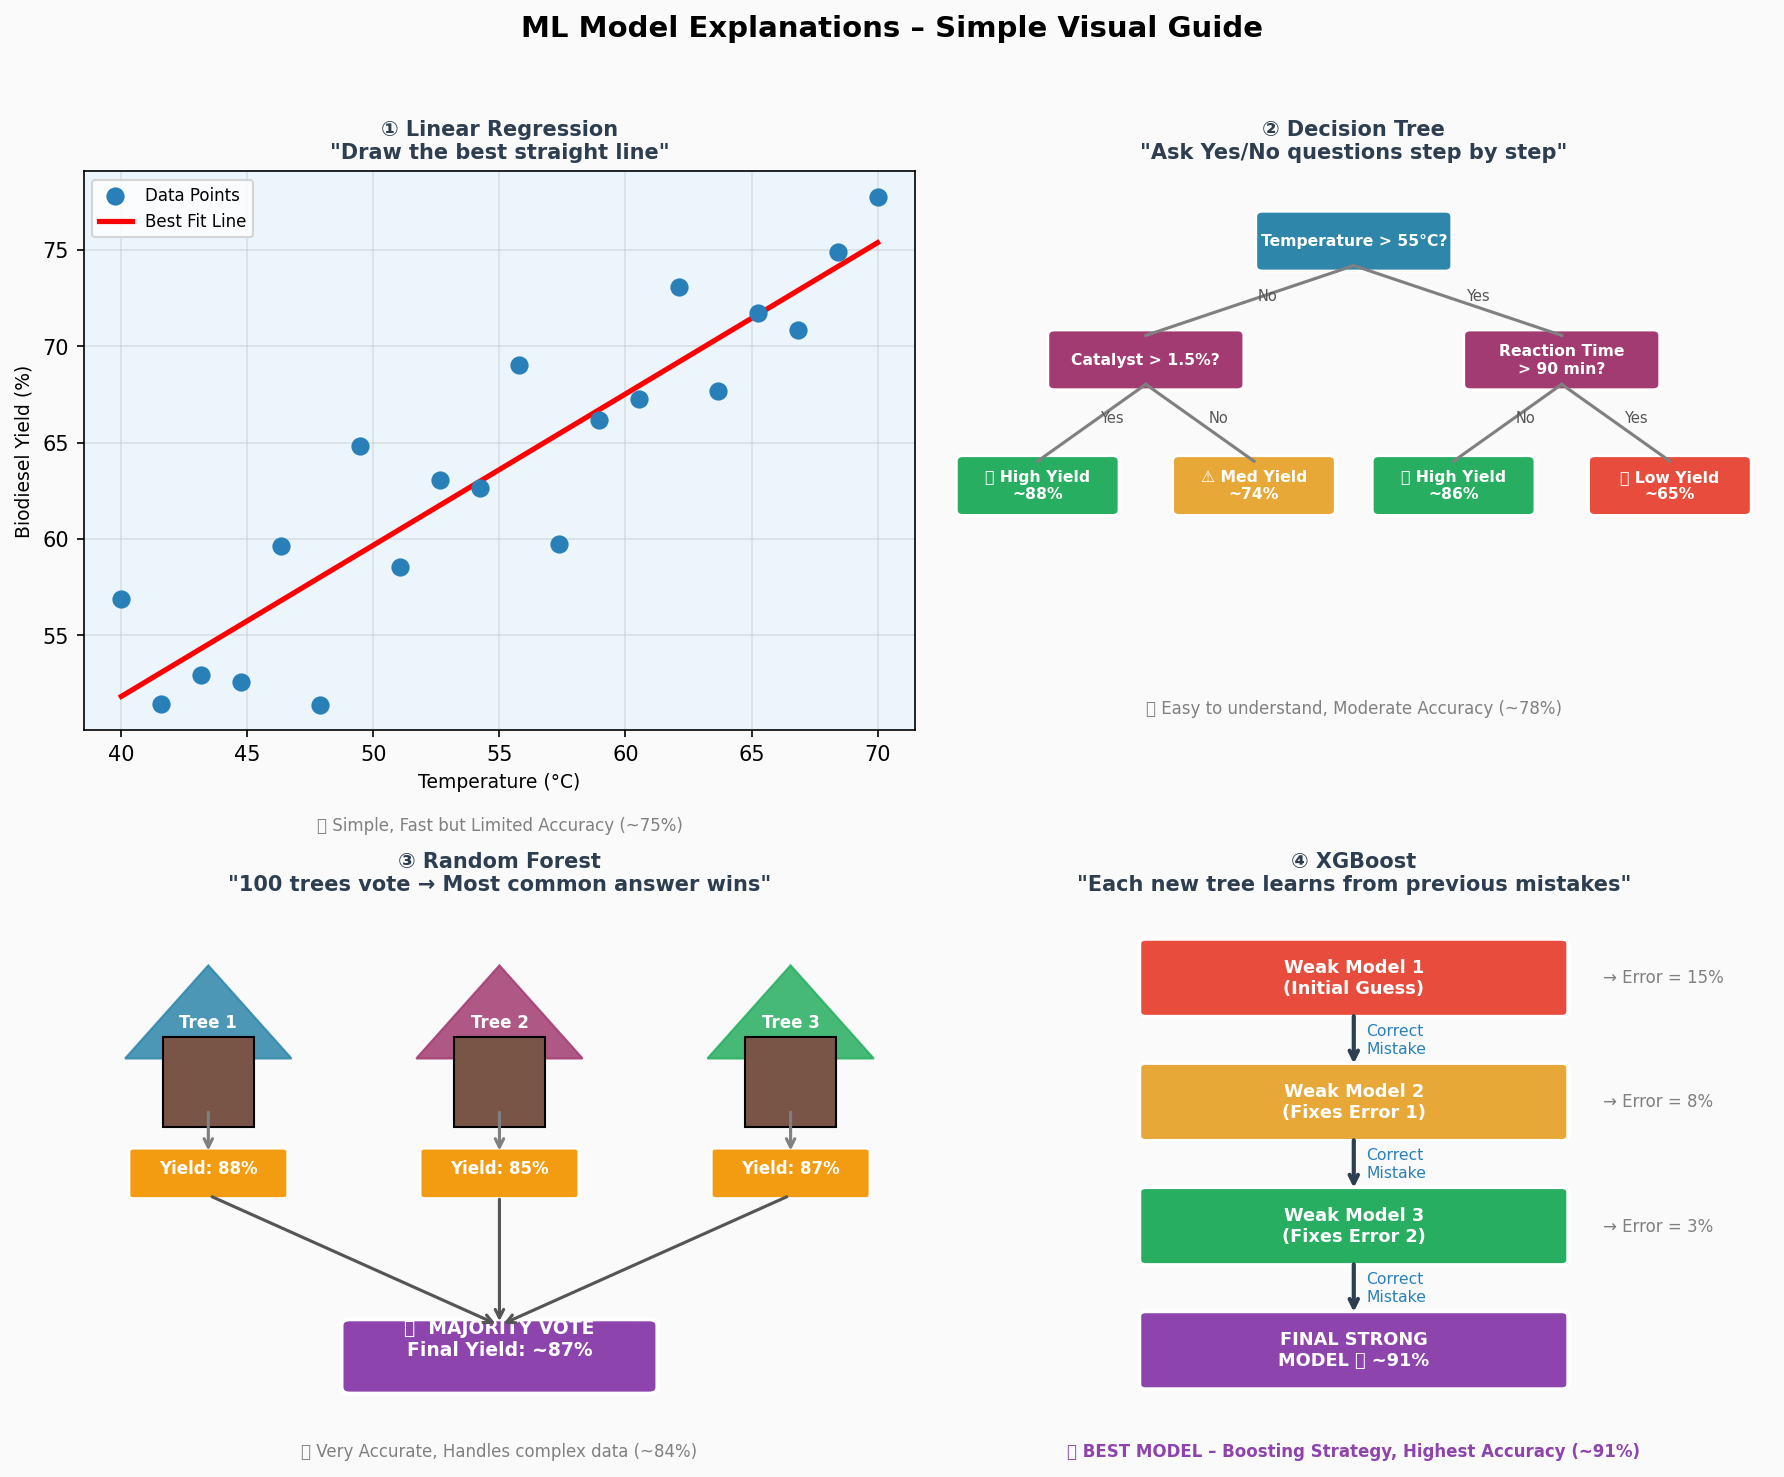 ML Model Explanations – Simple Visual Guide
① Linear Regression
"Draw the best straight line"
Data Points
Best Fit Line
75
70
65
60
55
Biodiesel Yield (%)
40 45 50 55 60 65 70
Temperature (°C)
▯ Simple, Fast but Limited Accuracy (~75%)
② Decision Tree
"Ask Yes/No questions step by step"
Temperature > 55°C?
No Yes
Catalyst > 1.5%?
Reaction Time
> 90 min?
Yes No No Yes
▯ High Yield
~88%
⚠ Med Yield
~74%
▯ High Yield
~86%
▯ Low Yield
~65%
▯ Easy to understand, Moderate Accuracy (~78%)
③ Random Forest
"100 trees vote → Most common answer wins"
Tree 1 Tree 2 Tree 3
Yield: 88% Yield: 85% Yield: 87%
▯ MAJORITY VOTE
Final Yield: ~87%
▯ Very Accurate, Handles complex data (~84%)
④ XGBoost
"Each new tree learns from previous mistakes"
Weak Model 1
(Initial Guess)
→ Error = 15%
Correct
Mistake
Weak Model 2
(Fixes Error 1)
→ Error = 8%
Correct
Mistake
Weak Model 3
(Fixes Error 2)
→ Error = 3%
Correct
Mistake
FINAL STRONG
MODEL ▯ ~91%
▯ BEST MODEL – Boosting Strategy, Highest Accuracy (~91%)